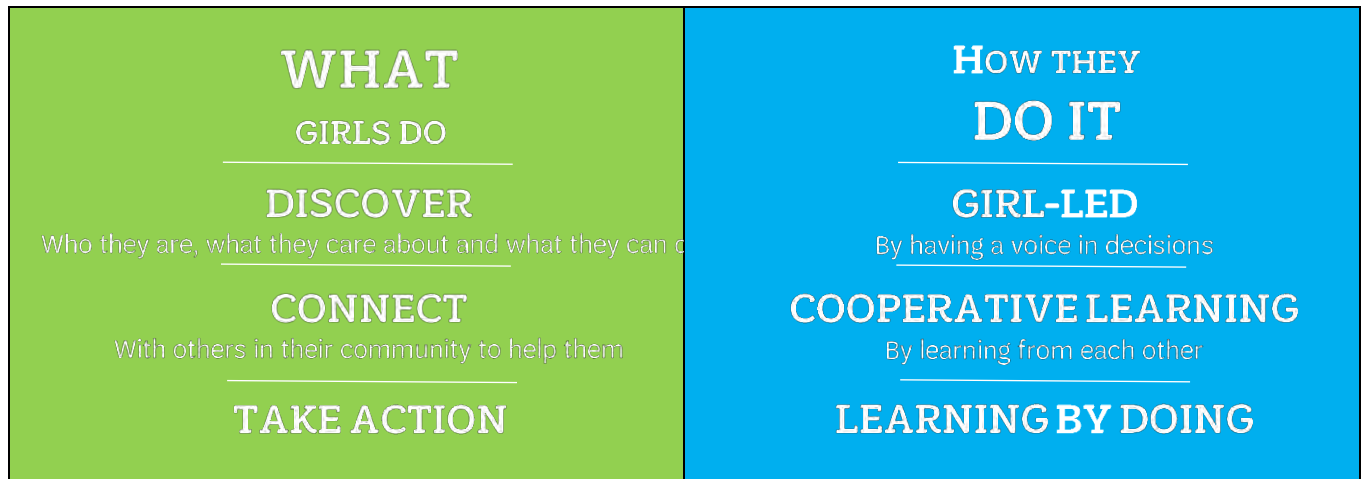 WHAT
GIRLS DO
DISCOVER
Who they are, what they care about and what they can
CONNECT
With others in their community to help them
TAKE ACTION
HOW THEY
DO IT
GIRL-LED
By having a voice in decisions
COOPERATIVE LEARNING
By learning from each other
LEARNING BY DOING